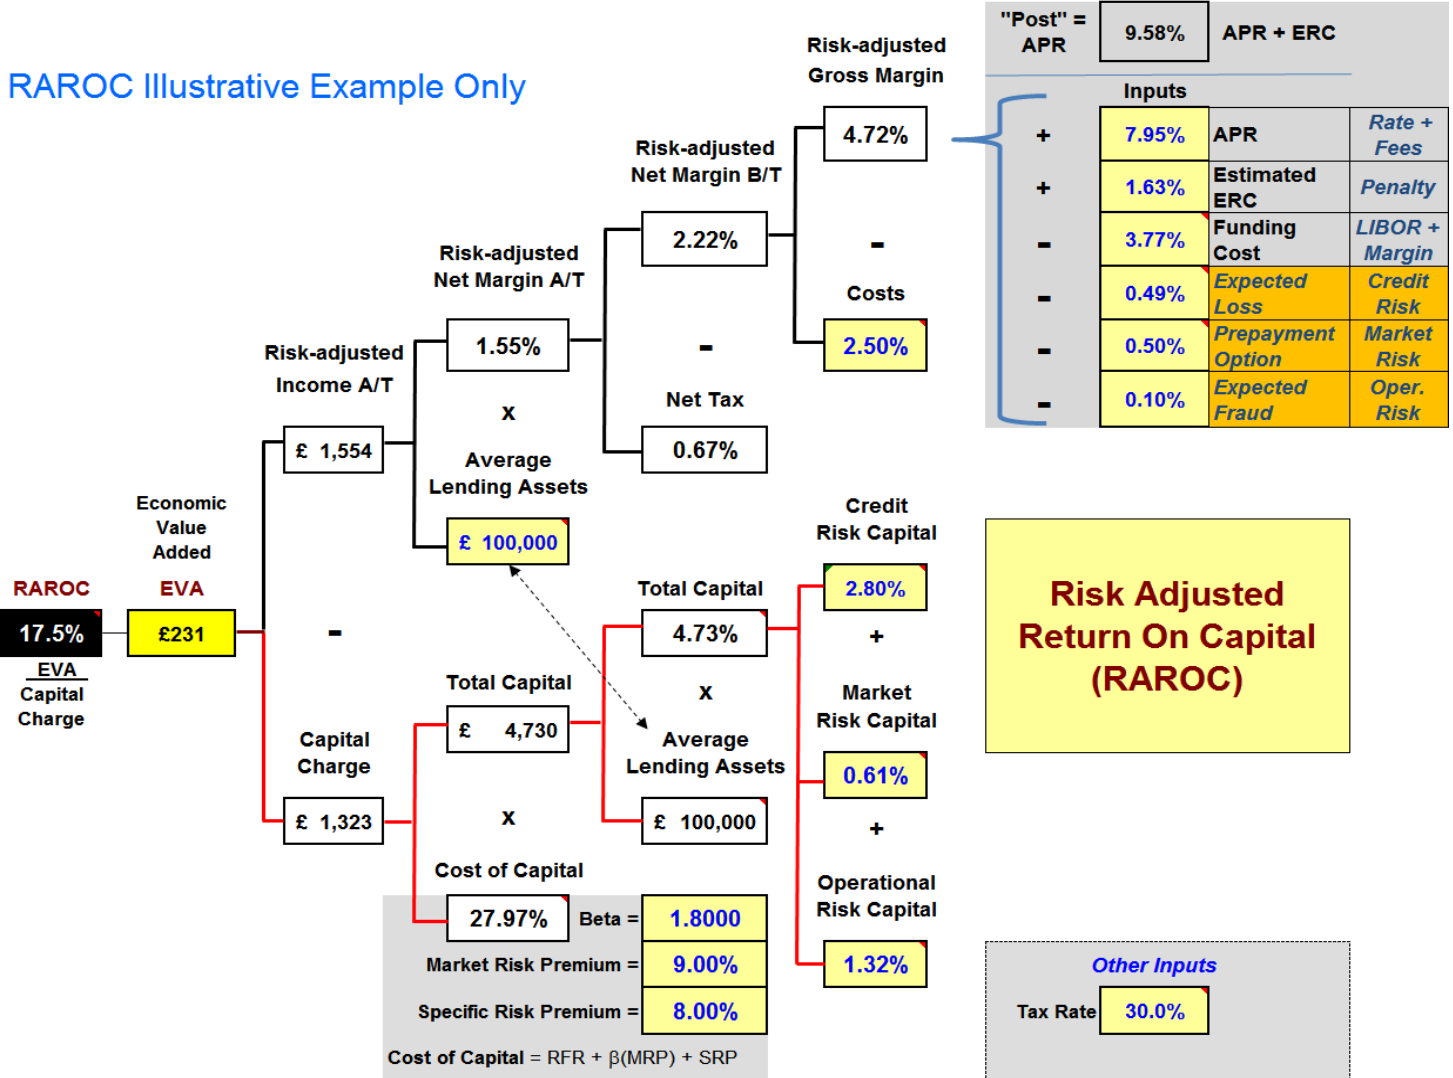 "Post" =
APR
9.58%
APR + ERC
RAROC Illustrative Example Only
Risk-adjusted
Gross Margin
4.72%
Inputs
+
7.95%
APR
Rate +
Fees
+
1.63%
Estimated
ERC
Penalty
-
3.77%
Funding
Cost
LIBOR +
Margin
-
0.49%
Expected
Loss
Credit
Risk
-
0.50%
Prepayment
Option
Market
Risk
-
0.10%
Expected
Fraud
Oper.
Risk
Risk-adjusted
Net Margin B/T
2.22%
-
Costs
2.50%
Risk-adjusted
Net Margin A/T
1.55%
-
Net Tax
0.67%
Risk-adjusted
Income A/T
£ 1,554
x
Average
Lending Assets
£ 100,000
Economic
Value
Added
RAROC
EVA
17.5%
£231
EVA
Capital
Charge
-
Capital
Charge
£ 1,323
Total Capital
£ 4,730
x
Cost of Capital
27.97%
Total Capital
4.73%
x
Average
Lending Assets
£ 100,000
Credit
Risk Capital
2.80%
+
Market
Risk Capital
0.61%
+
Operational
Risk Capital
1.32%
Beta =
1.8000
Market Risk Premium =
9.00%
Specific Risk Premium =
8.00%
Cost of Capital = RFR + β(MRP) + SRP
Risk Adjusted
Return On Capital
(RAROC)
Other Inputs
Tax Rate
30.0%